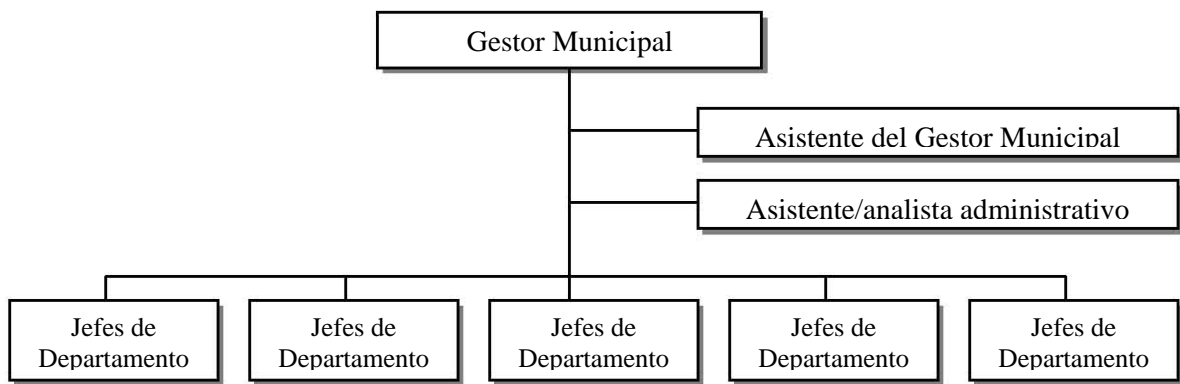 Gestor Municipal
Asistente del Gestor Municipal
Asistente/analista administrativo
Jefes de
Departamento
Jefes de
Departamento
Jefes de
Departamento
Jefes de
Departamento
Jefes de
Departamento